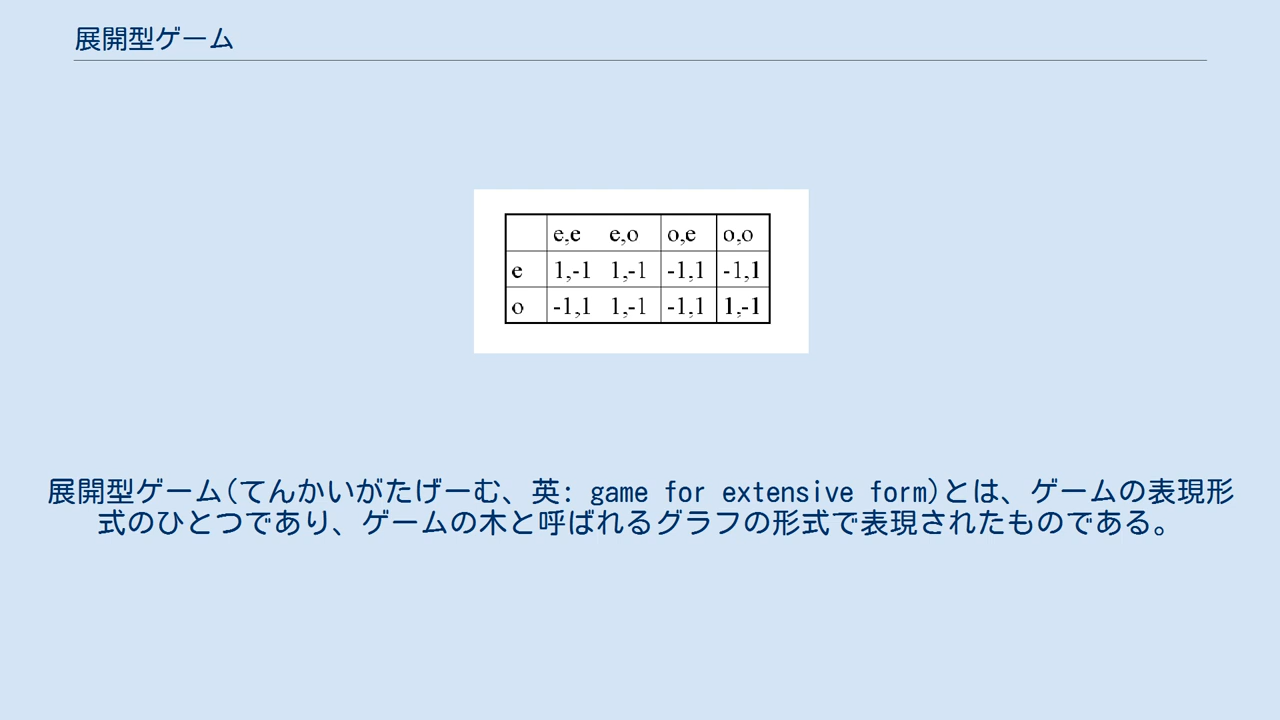 展開型ゲーム
e,e e,o o,e o,o
e 1,-1 1,-1 -1,1 -1,1
o -1,1 1,-1 -1,1 1,-1
展開型ゲーム(てんかいがたげーむ、英: game for extensive form)とは、ゲームの表現形
式のひとつであり、ゲームの木と呼ばれるグラフの形式で表現されたものである。